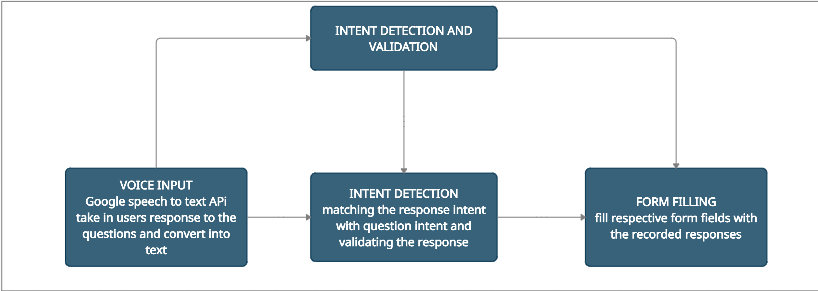 INTENT DETECTION AND
VALIDATION
VOICE INPUT
Google speech to text APi
take in users response to the
questions and convert into
text
INTENT DETECTION
matching the response intent
with question intent and
validating the response
FORM FILLING
fill respective form fields with
the recorded responses